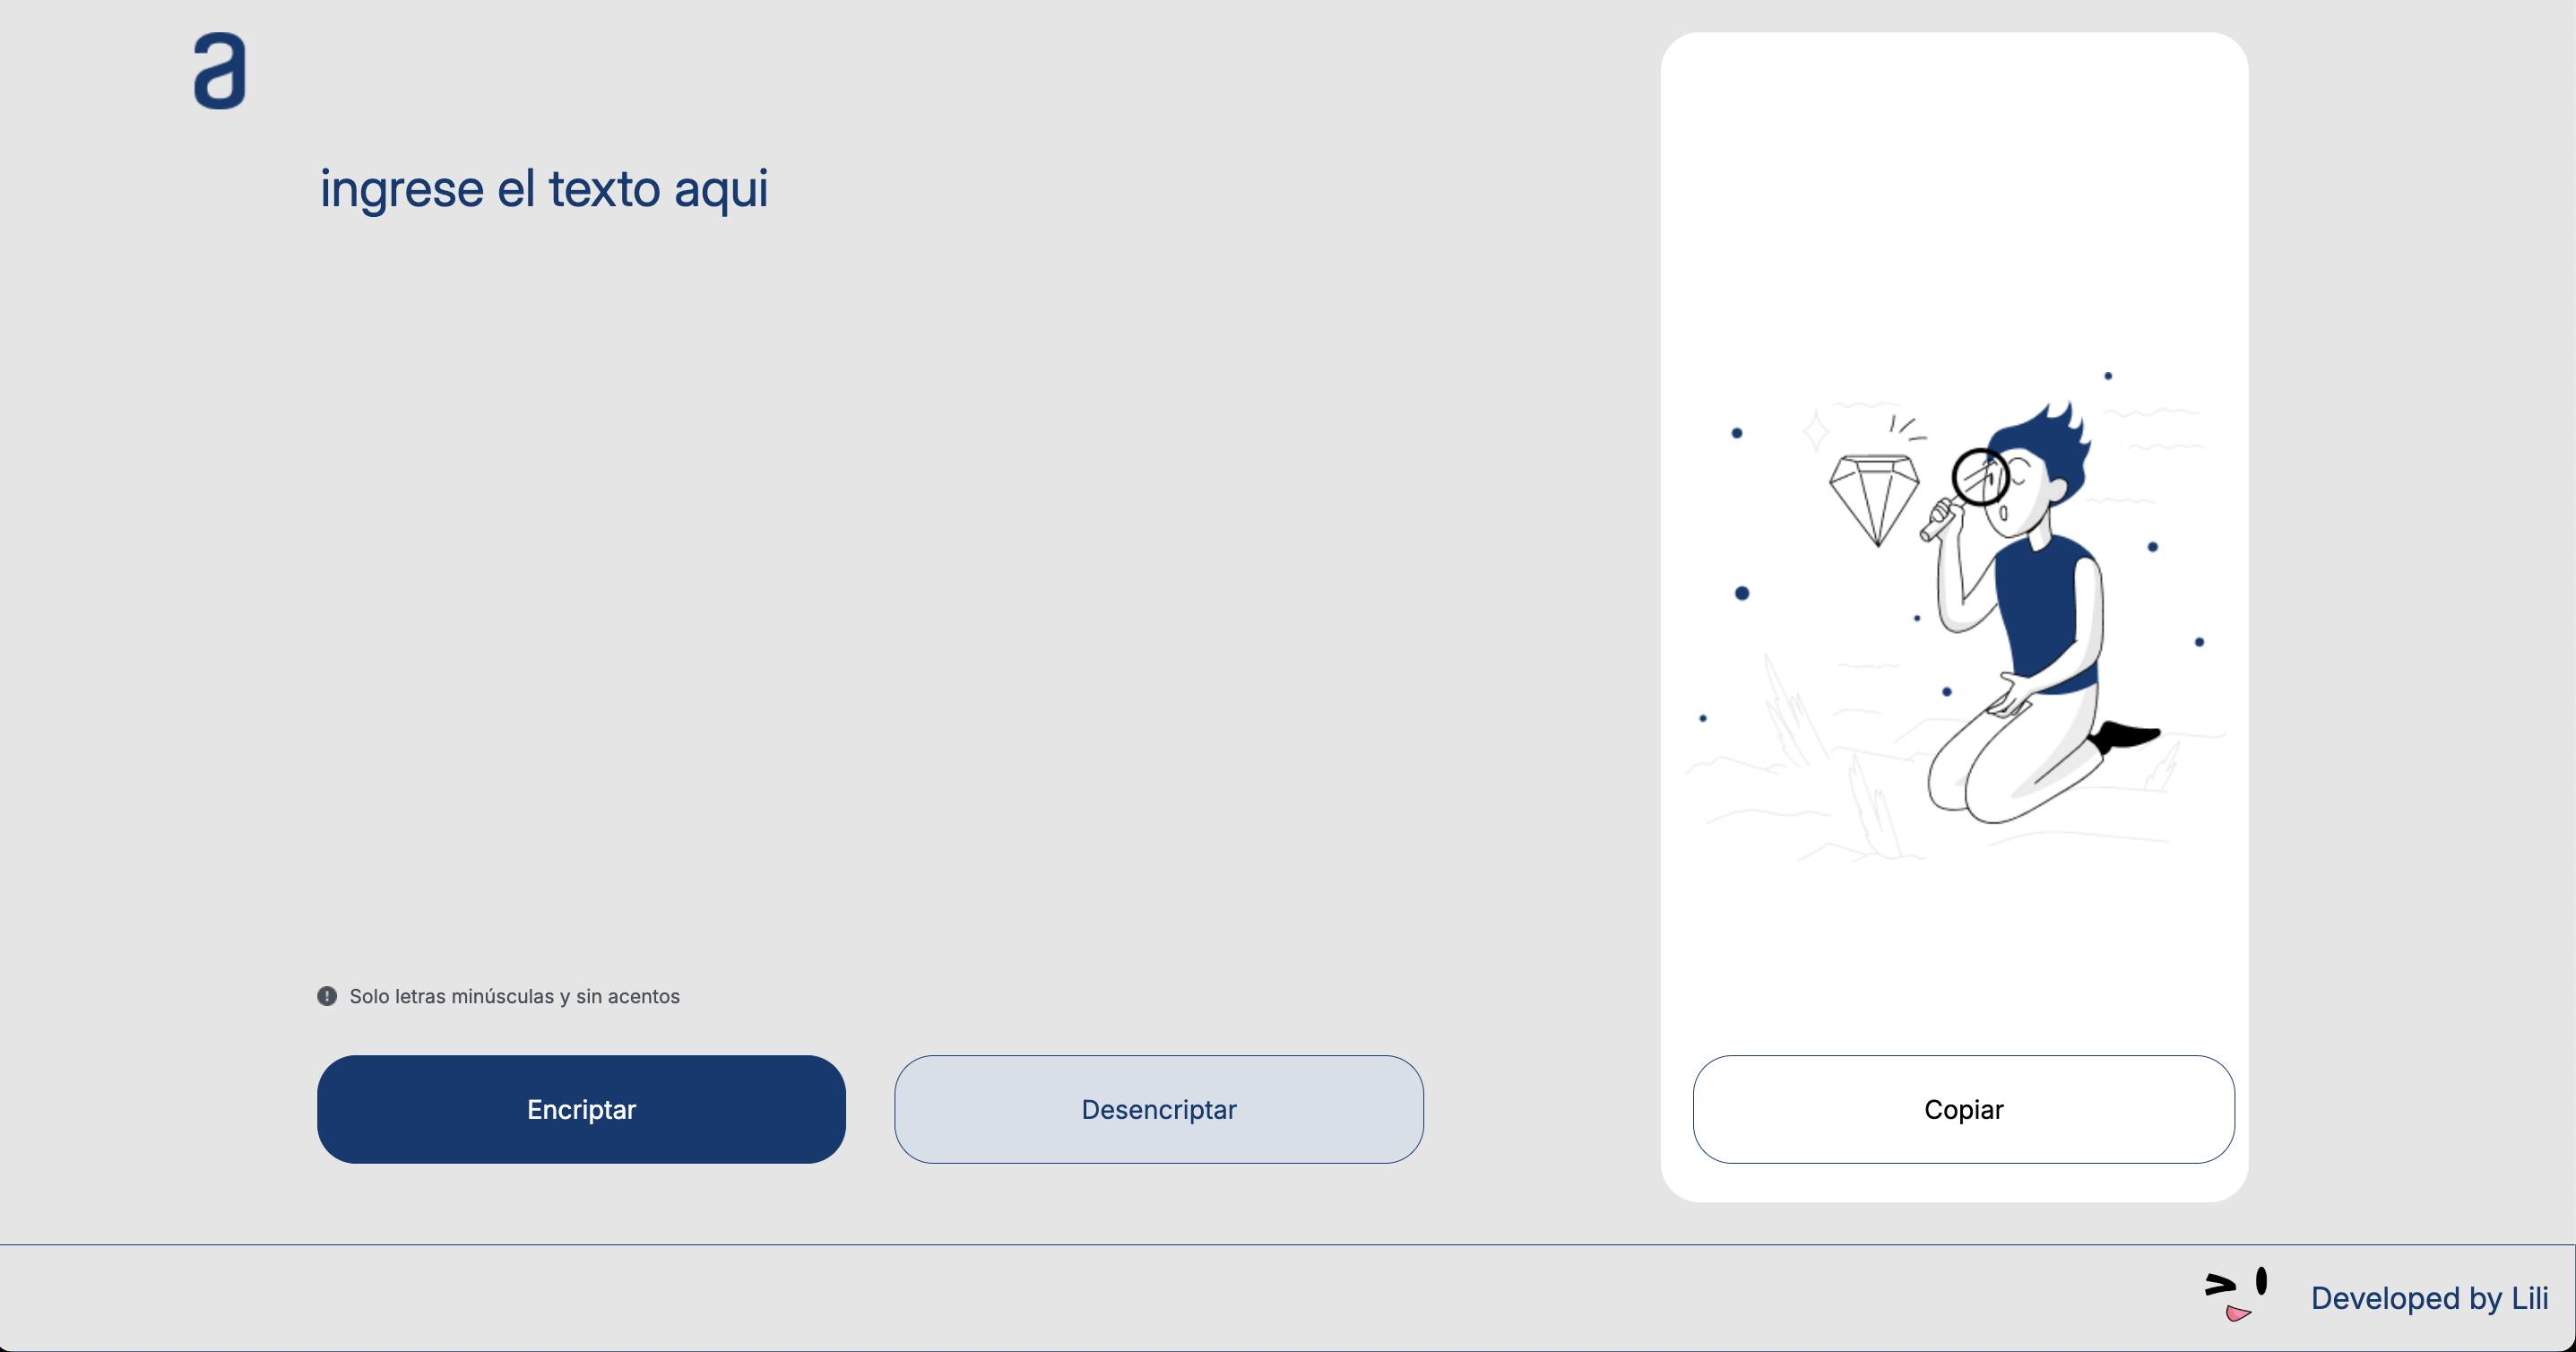 a
ingrese el texto aqui
Solo letras minúsculas y sin acentos
Encriptar
Desencriptar
Copiar
Developed by Lili